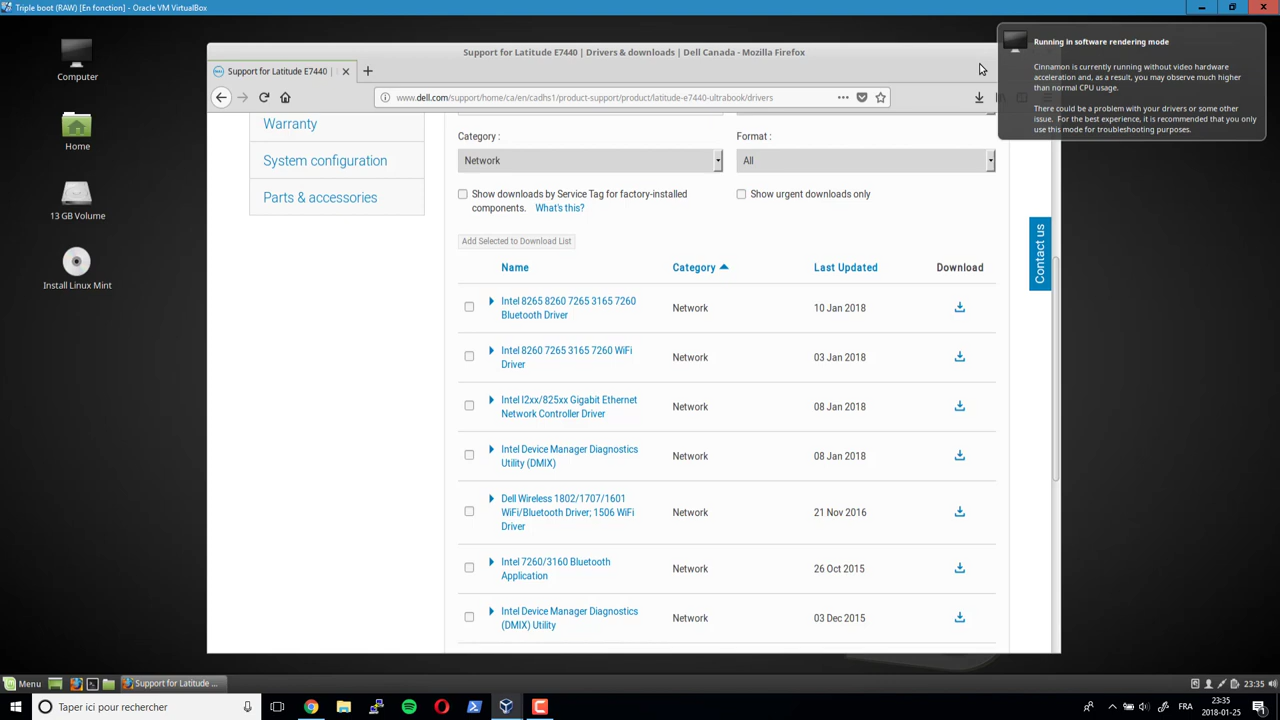 Triple boot (RAW) [En fonction] - Oracle VM VirtualBox
Computer
Home
13 GB Volume
Install Linux Mint
Support for Latitude E7440 | Drivers & downloads | Dell Canada - Mozilla Firefox
Support for Latitude E7440 |
www.dell.com/support/home/ca/en/cadhs1/product-support/product/latitude-e7440-ultrabook/drivers
Running in software rendering mode
Cinnamon is currently running without video hardware
acceleration and, as a result, you may observe much higher
than normal CPU usage.
There could be a problem with your drivers or some other
issue. For the best experience, it is recommended that you only
use this mode for troubleshooting purposes.
Warranty
System configuration
Parts & accessories
Category :
Format :
Network
All
Show downloads by Service Tag for factory-installed
components. What's this?
Show urgent downloads only
Add Selected to Download List
Contact us
Name Category Last Updated Download
Intel 8265 8260 7265 3165 7260
Bluetooth Driver
Network
10 Jan 2018
Intel 8260 7265 3165 7260 WiFi
Driver
Network
03 Jan 2018
Intel I2xx/825xx Gigabit Ethernet
Network Controller Driver
Network
08 Jan 2018
Intel Device Manager Diagnostics
Utility (DMIX)
Network
08 Jan 2018
Dell Wireless 1802/1707/1601
WiFi/Bluetooth Driver; 1506 WiFi
Driver
Network
21 Nov 2016
Intel 7260/3160 Bluetooth
Application
Network
26 Oct 2015
Intel Device Manager Diagnostics
(DMIX) Utility
Network
03 Dec 2015
Menu
Support for Latitude ...
23:35
Taper ici pour rechercher
FRA
23:35
2018-01-25